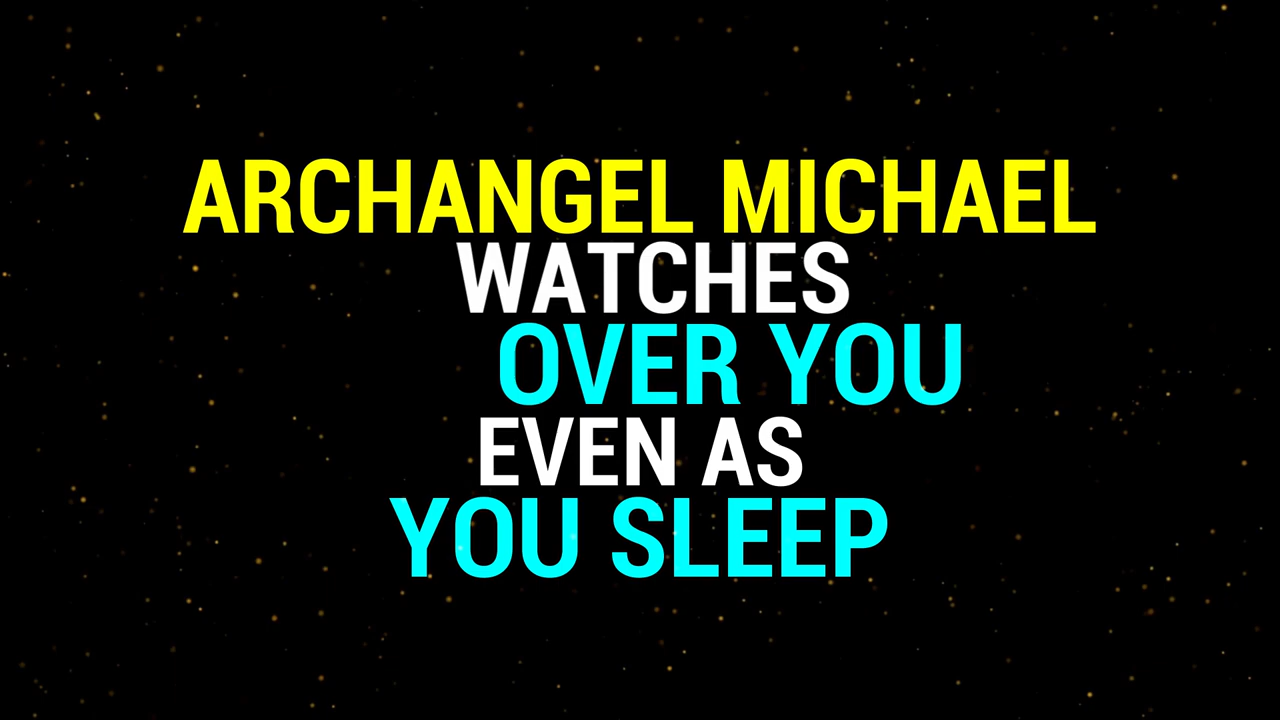 ARCHANGEL MICHAEL
WATCHES
OVER YOU
EVEN AS
YOU SLEEP